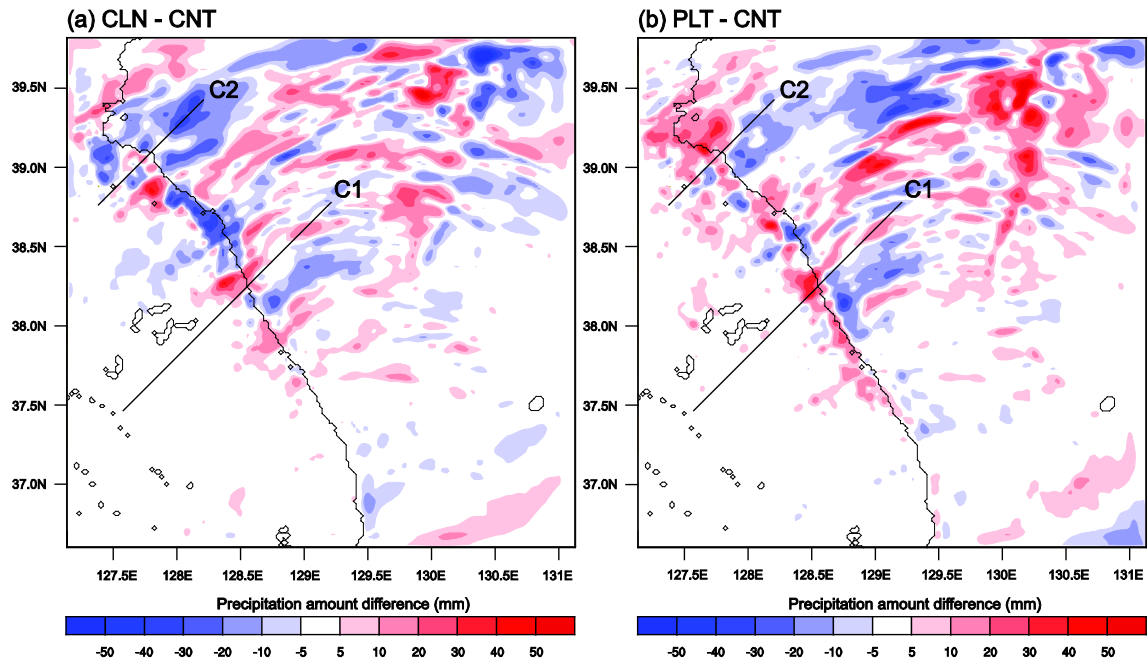 (a) CLN - CNT
(b) PLT - CNT
39.5N
39.0N
38.5N
38.0N
37.5N
37.0N
C2
C1
127.5E 128E 128.5E 129E 129.5E 130E 130.5E 131E
Precipitation amount difference (mm)
-50 -40 -30 -20 -10 -5 5 10 20 30 40 50
39.5N
39.0N
38.5N
38.0N
37.5N
37.0N
C2
C1
127.5E 128E 128.5E 129E 129.5E 130E 130.5E 131E
Precipitation amount difference (mm)
-50 -40 -30 -20 -10 -5 5 10 20 30 40 50